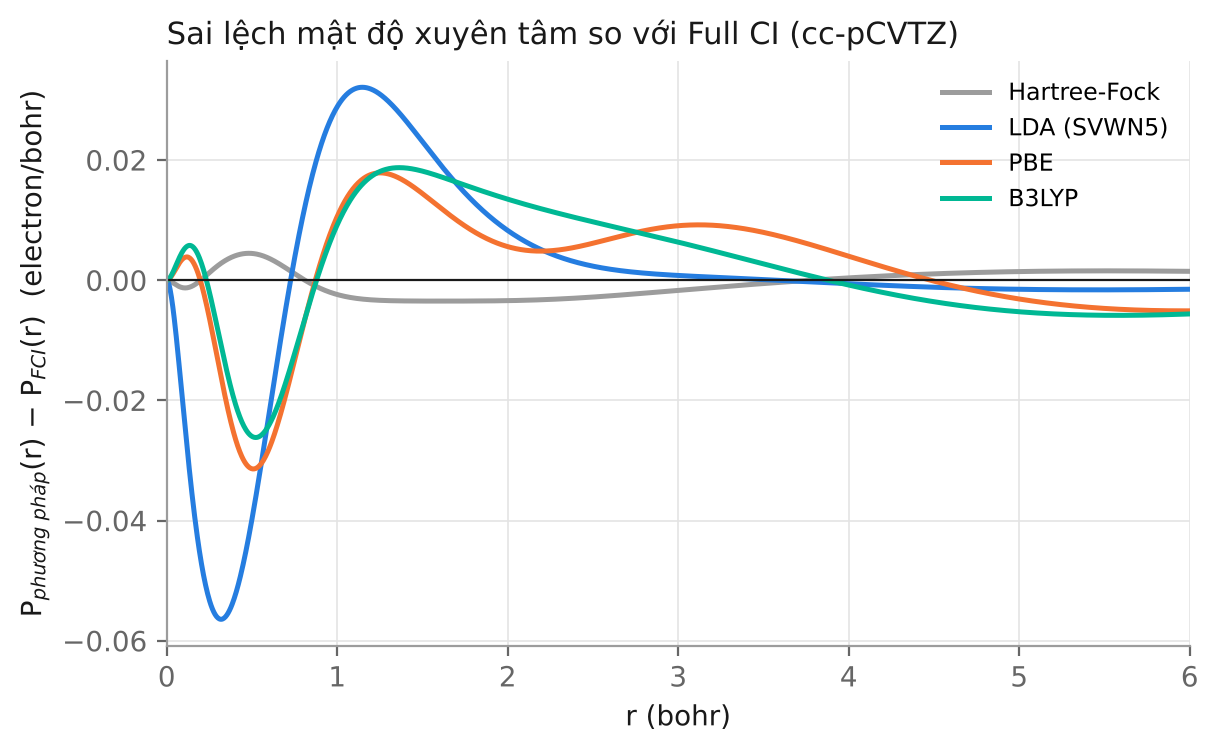 Sai lệch mật độ xuyên tâm so với Full CI (cc-pCVTZ)
P_phương pháp(r) − P_FCI(r)  (electron/bohr)
0.02
0.00
−0.02
−0.04
−0.06
Hartree-Fock
LDA (SVWN5)
PBE
B3LYP
0 1 2 3 4 5 6
r (bohr)